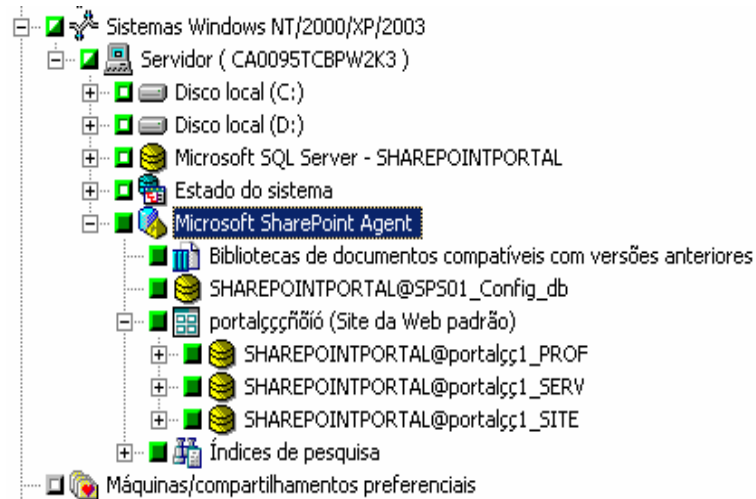 Sistemas Windows NT/2000/XP/2003
Servidor ( CA0095TCBPW2K3 )
Disco local (C:)
Disco local (D:)
Microsoft SQL Server - SHAREPOINTPORTAL
Estado do sistema
Microsoft SharePoint Agent
Bibliotecas de documentos compatíveis com versões anteriores
SHAREPOINTPORTAL@SPS01_Config_db
portalçççñõíó (Site da Web padrão)
SHAREPOINTPORTAL@portalçç1_PROF
SHAREPOINTPORTAL@portalçç1_SERV
SHAREPOINTPORTAL@portalçç1_SITE
Índices de pesquisa
Máquinas/compartilhamentos preferenciais